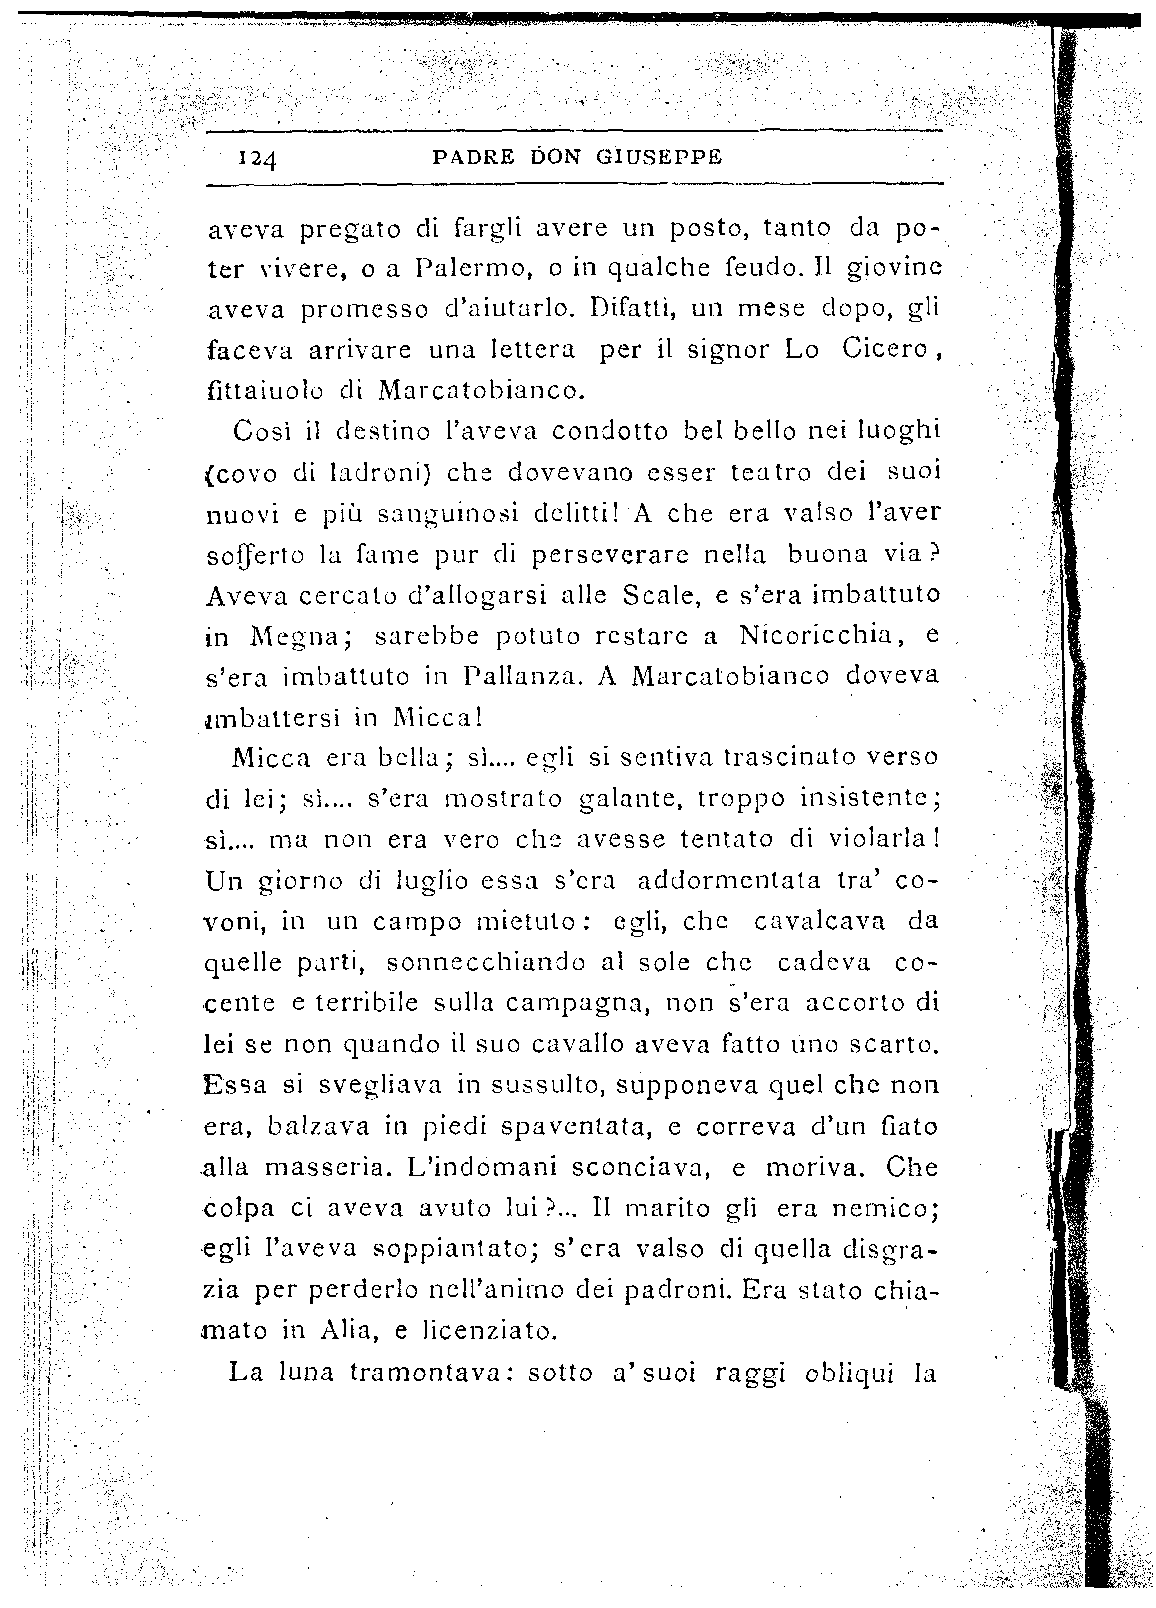 124 PADRE DON GIUSEPPE
aveva pregato di fargli avere un posto, tanto da po-
ter vivere, o a Palermo, o in qualche feudo. Il giovine
aveva promesso d'aiutarlo. Difatti, un mese dopo, gli
faceva arrivare una lettera per il signor Lo Cicero,
fittaiuolo di Marcatobianco.
Così il destino l'aveva condotto bel bello nei luoghi
(covo di ladroni) che dovevano esser teatro dei suoi
nuovi e più sanguinosi delitti! A che era valso l'aver
sofferto la fame pur di perseverare nella buona via?
Aveva cercato d'allogarsi alle Scale, e s'era imbattuto
in Megna; sarebbe potuto restare a Nicoricchia, e
s'era imbattuto in Pallanza. A Marcatobianco doveva
imbattersi in Micca!
Micca era bella; sì.... egli si sentiva trascinato verso
di lei; sì.... s'era mostrato galante, troppo insistente;
sì.... ma non era vero che avesse tentato di violarla!
Un giorno di luglio essa s'era addormentata tra' co-
voni, in un campo mietuto: egli, che cavalcava da
quelle parti, sonnecchiando al sole che cadeva co-
cente e terribile sulla campagna, non s'era accorto di
lei se non quando il suo cavallo aveva fatto uno scarto.
Essa si svegliava in sussulto, supponeva quel che non
era, balzava in piedi spaventata, e correva d'un fiato
alla masseria. L'indomani sconciava, e moriva. Che
colpa ci aveva avuto lui?... Il marito gli era nemico;
egli l'aveva soppiantato; s'era valso di quella disgra-
zia per perderlo nell'animo dei padroni. Era stato chia-
mato in Alia, e licenziato.
La luna tramontava: sotto a' suoi raggi obliqui la